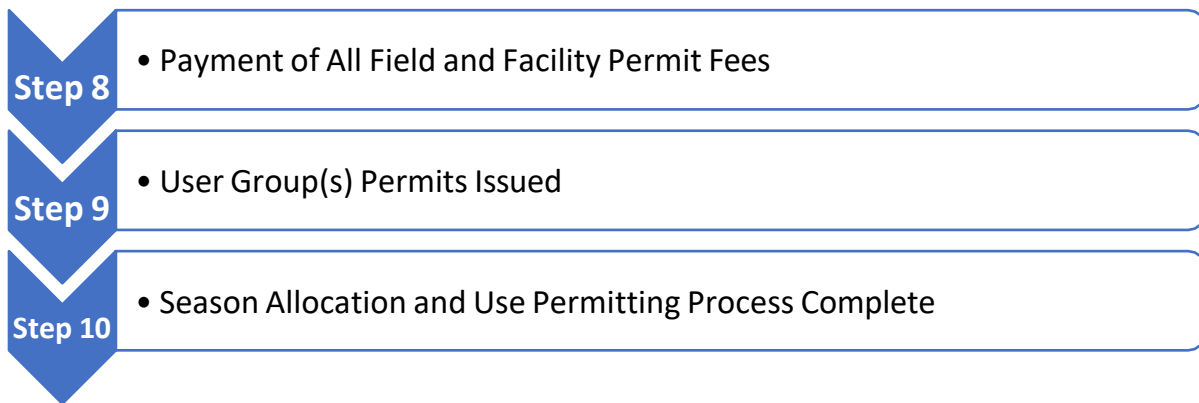 Step 8
• Payment of All Field and Facility Permit Fees
Step 9
• User Group(s) Permits Issued
Step 10
• Season Allocation and Use Permitting Process Complete